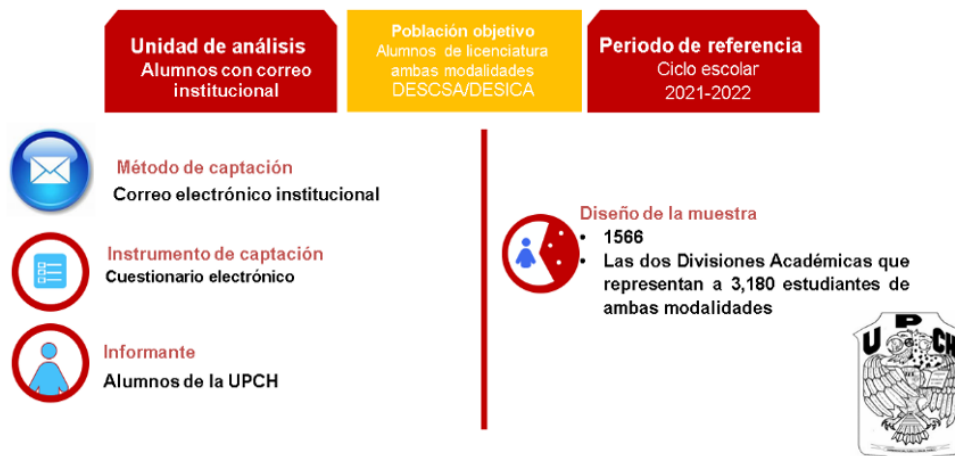 Unidad de análisis
Alumnos con correo
institucional
Población objetivo
Alumnos de licenciatura
ambas modalidades
DESCSA/DESICA
Periodo de referencia
Ciclo escolar
2021-2022
Método de captación
Correo electrónico institucional
Instrumento de captación
Cuestionario electrónico
Informante
Alumnos de la UPCH
Diseño de la muestra
• 1566
• Las dos Divisiones Académicas que
representan a 3,180 estudiantes de
ambas modalidades
UPCH